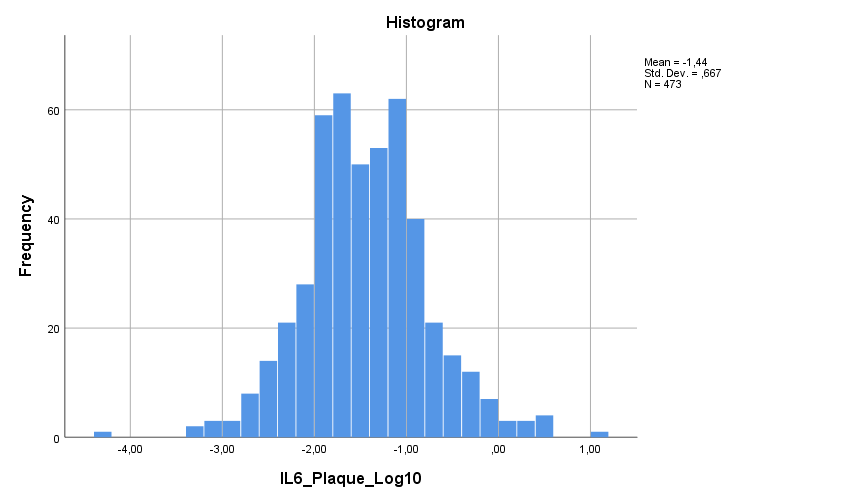 Histogram
Mean = -1,44
Std. Dev. = ,667
N = 473
Frequency
60
40
20
0
-4,00 -3,00 -2,00 -1,00 ,00 1,00
IL6_Plaque_Log10